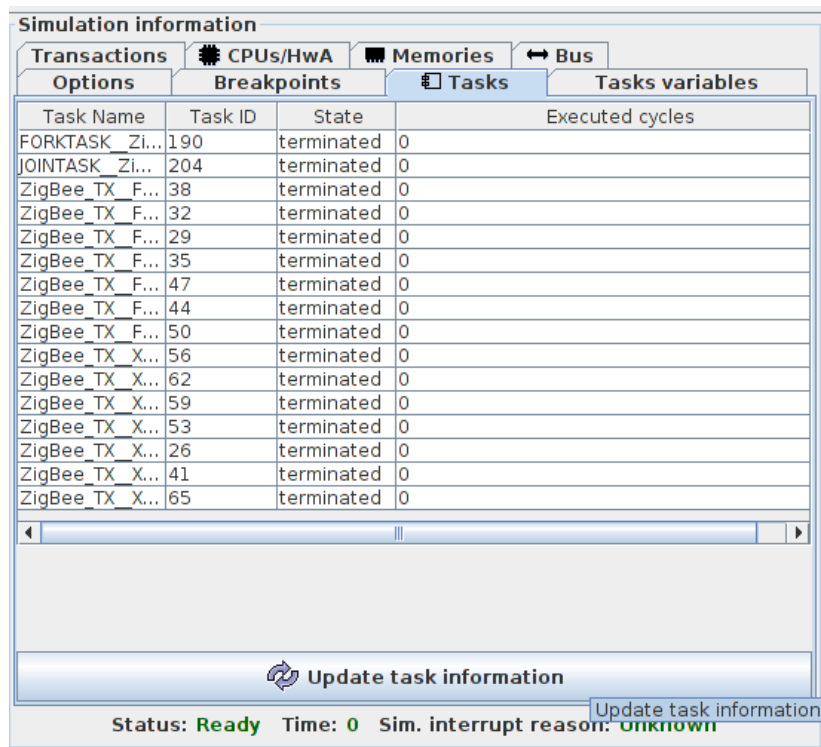 Simulation information
Transactions CPUs/HwA Memories Bus
Options Breakpoints Tasks Tasks variables
Task Name Task ID State Executed cycles
FORKTASK__Zi... 190 terminated 0
JOINTASK__Zi... 204 terminated 0
ZigBee_TX__F... 38 terminated 0
ZigBee_TX__F... 32 terminated 0
ZigBee_TX__F... 29 terminated 0
ZigBee_TX__F... 35 terminated 0
ZigBee_TX__F... 47 terminated 0
ZigBee_TX__F... 44 terminated 0
ZigBee_TX__F... 50 terminated 0
ZigBee_TX__X... 56 terminated 0
ZigBee_TX__X... 62 terminated 0
ZigBee_TX__X... 59 terminated 0
ZigBee_TX__X... 53 terminated 0
ZigBee_TX__X... 26 terminated 0
ZigBee_TX__X... 41 terminated 0
ZigBee_TX__X... 65 terminated 0
Update task information
Update task information
Status: Ready Time: 0 Sim. interrupt reason: Unknown